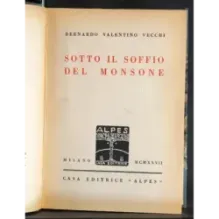 BERNARDO VALENTINO VECCHI
SOTTO IL SOFFIO
DEL MONSONE
ALPES
MILANO MCMXXVII
CASA EDITRICE "ALPES"